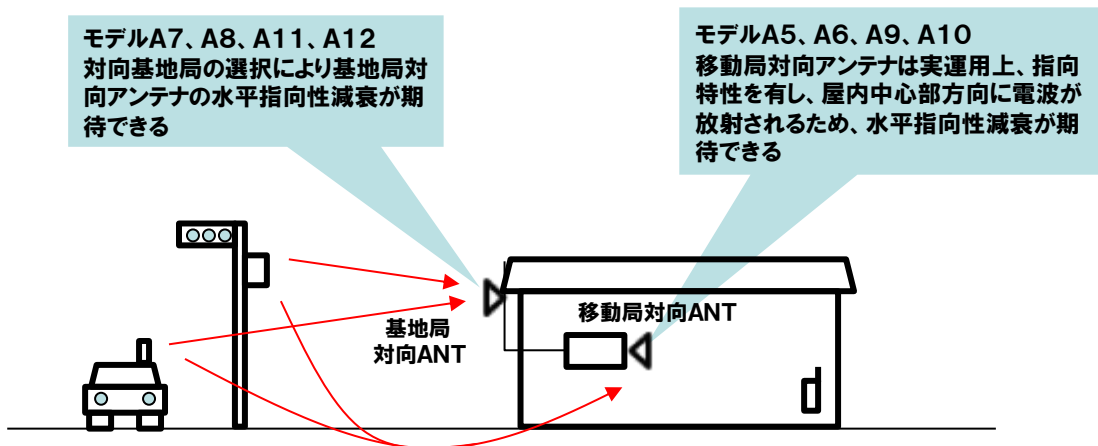 モデルA7、A8、A11、A12
対向基地局の選択により基地局対
向アンテナの水平指向性減衰が期
待できる
モデルA5、A6、A9、A10
移動局対向アンテナは実運用上、指向
特性を有し、屋内中心部方向に電波が
放射されるため、水平指向性減衰が期
待できる
基地局
対向ANT
移動局対向ANT